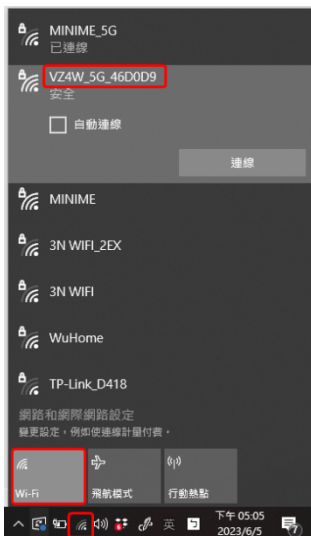 MINIME_5G
已連線
VZ4W_5G_46D0D9
安全
自動連線
連線
MINIME
3N WIFI_2EX
3N WIFI
WuHome
TP-Link_D418
網路和網際網路設定
變更設定，例如使連線計量付費。
Wi-Fi
飛航模式
行動熱點
英
ㄅ
下午 05:05
2023/6/5
7